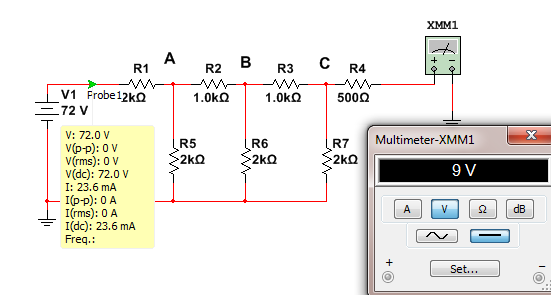 XMM1
A
B
C
R1
R2
R3
R4
V1
Probe1
2kΩ
1.0kΩ
1.0kΩ
500Ω
72 V
V: 72.0 V
V(p-p): 0 V
V(rms): 0 V
V(dc): 72.0 V
I: 23.6 mA
I(p-p): 0 A
I(rms): 0 A
I(dc): 23.6 mA
Freq.:
R5
2kΩ
R6
2kΩ
R7
2kΩ
Multimeter-XMM1
9 V
A
V
Ω
dB
+
Set...
−